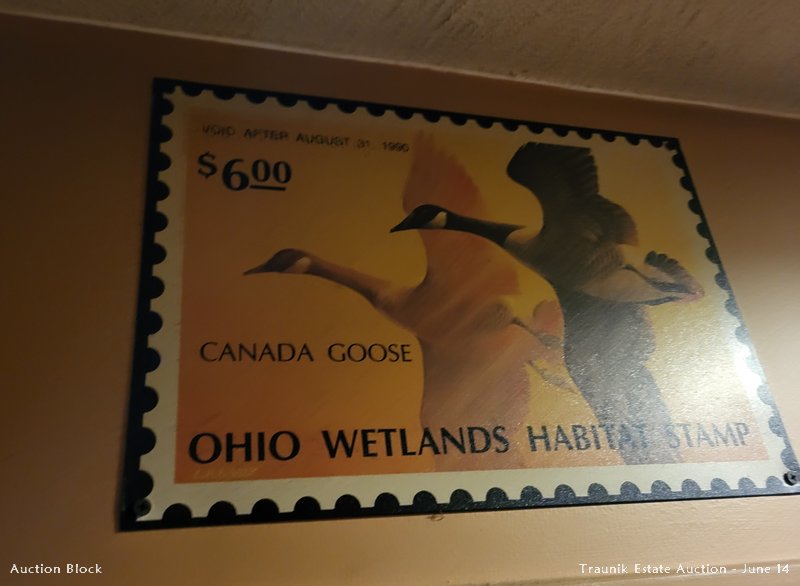 VOID AFTER AUGUST 31, 1990
$6.00
CANADA GOOSE
OHIO WETLANDS HABITAT STAMP
Auction Block
Traunik Estate Auction - June 14